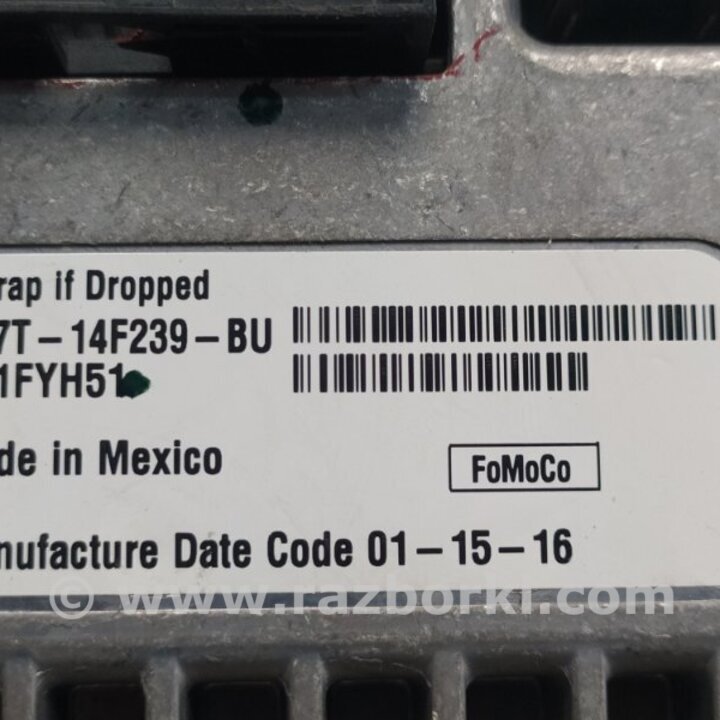 rap if Dropped
7T-14F239-BU
1FYH51
de in Mexico
FoMoCo
nufacture Date Code 01-15-16
© www.razborki.com